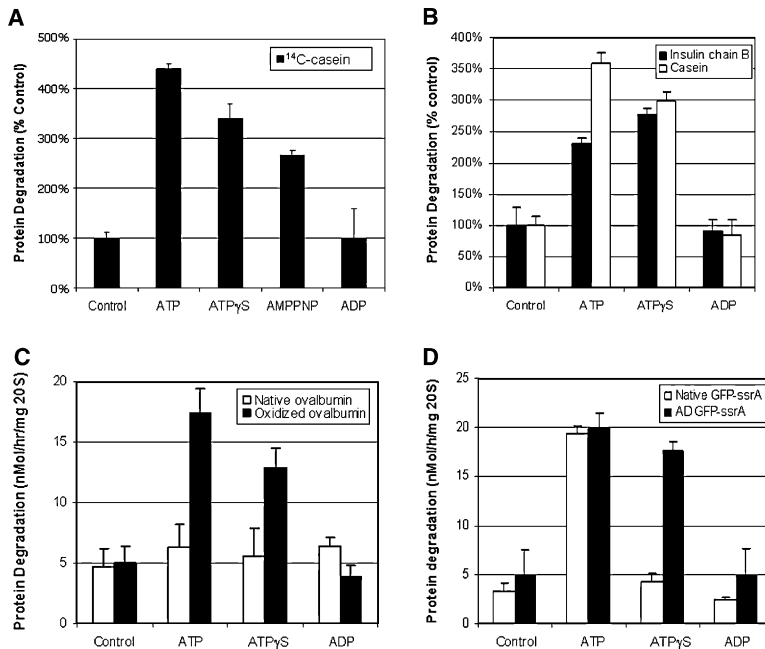 A
500%
400%
300%
200%
100%
0%
Protein Degradation (% Control)
14C-casein
Control ATP ATPγS AMPPNP ADP
B
400%
350%
300%
250%
200%
150%
100%
50%
0%
Protein Degradation (% control)
Insulin chain B
Casein
Control ATP ATPγS ADP
C
20
15
10
5
0
Protein Degradation (nMol/hr/mg 20S)
Native ovalbumin
Oxidized ovalbumin
Control ATP ATPγS ADP
D
25
20
15
10
5
0
Protein degradation (nMol/h/mg 20S)
Native GFP-ssrA
AD GFP-ssrA
Control ATP ATPγS ADP